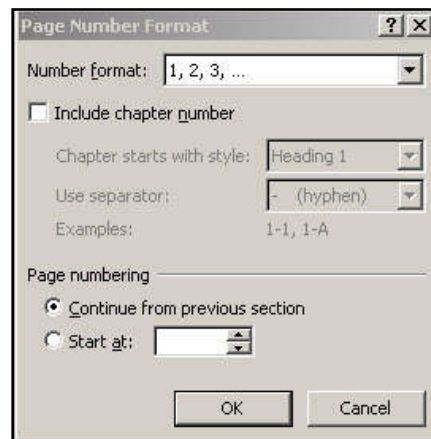 Page Number Format ? X
Number format: 1, 2, 3, ...
Include chapter number
Chapter starts with style: Heading 1
Use separator: - (hyphen)
Examples: 1-1, 1-A
Page numbering
Continue from previous section
Start at:
OK Cancel